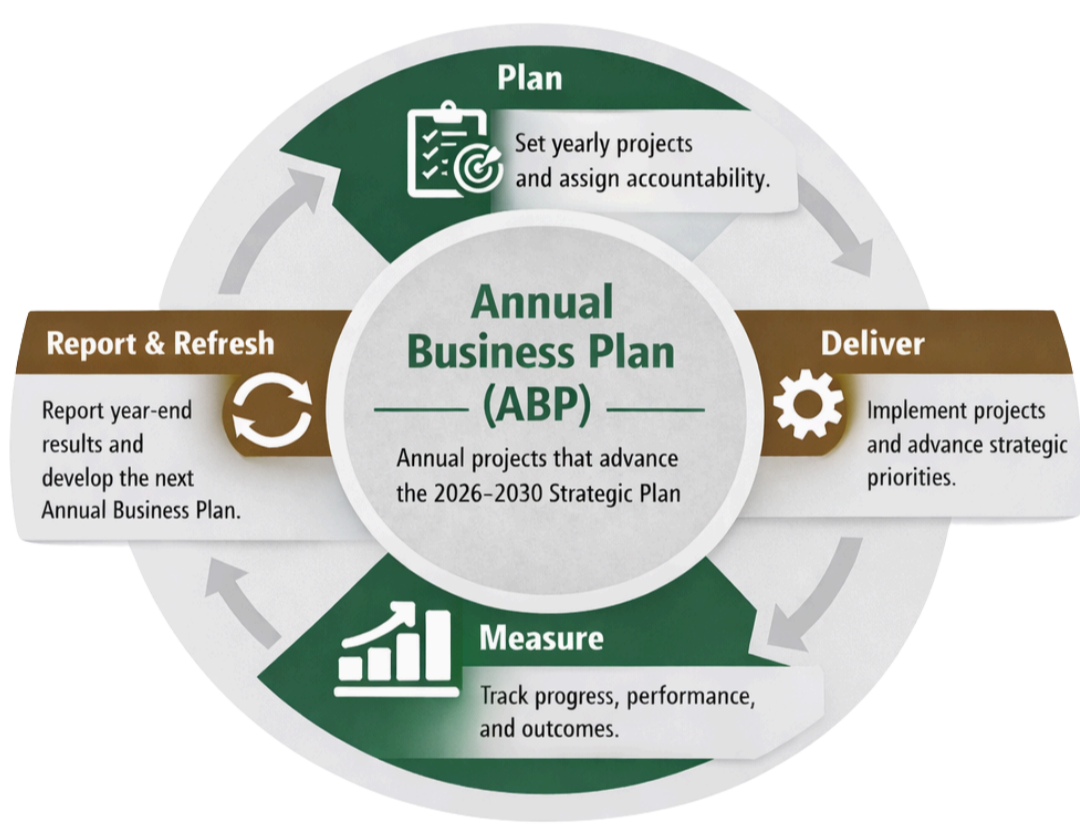 Plan
Set yearly projects
and assign accountability.
Annual
Business Plan
(ABP)
Annual projects that advance
the 2026–2030 Strategic Plan
Report & Refresh
Report year-end
results and
develop the next
Annual Business Plan.
Deliver
Implement projects
and advance strategic
priorities.
Measure
Track progress, performance,
and outcomes.